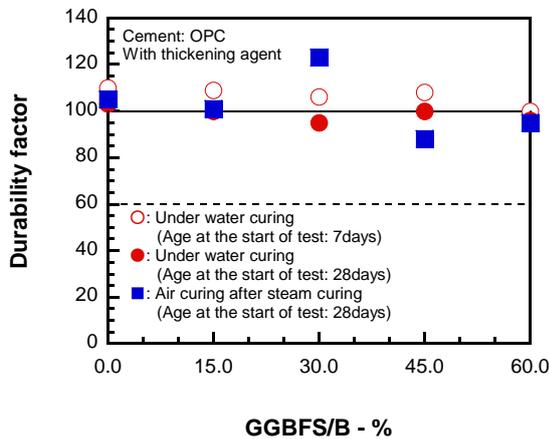 Durability factor
140
120
100
80
60
40
20
0
Cement: OPC
With thickening agent
: Under water curing
(Age at the start of test: 7days)
: Under water curing
(Age at the start of test: 28days)
: Air curing after steam curing
(Age at the start of test: 28days)
0.0 15.0 30.0 45.0 60.0
GGBFS/B - %